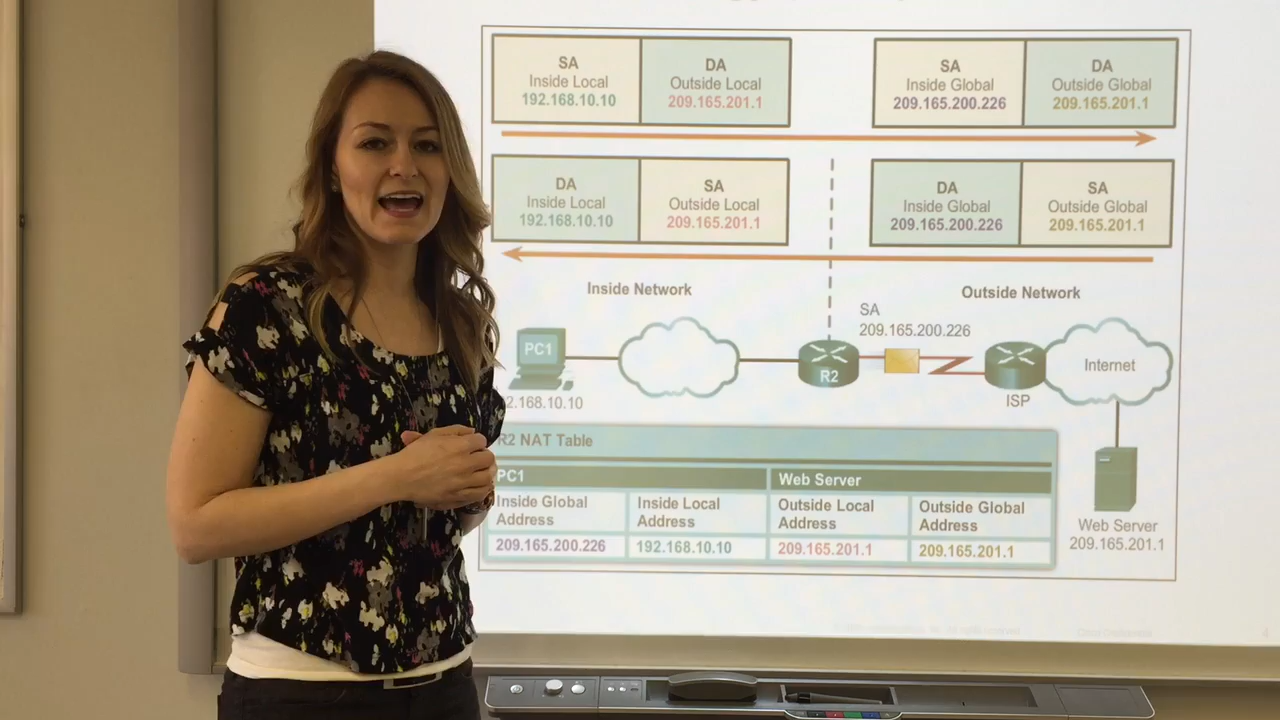 SA
Inside Local
192.168.10.10
DA
Outside Local
209.165.201.1
SA
Inside Global
209.165.200.226
DA
Outside Global
209.165.201.1
DA
Inside Local
192.168.10.10
SA
Outside Local
209.165.201.1
DA
Inside Global
209.165.200.226
SA
Outside Global
209.165.201.1
Inside Network
Outside Network
SA
209.165.200.226
PC1
R2
ISP
Internet
2.168.10.10
R2 NAT Table
PC1
Web Server
Inside Global
Address
Inside Local
Address
Outside Local
Address
Outside Global
Address
209.165.200.226
192.168.10.10
209.165.201.1
209.165.201.1
Web Server
209.165.201.1